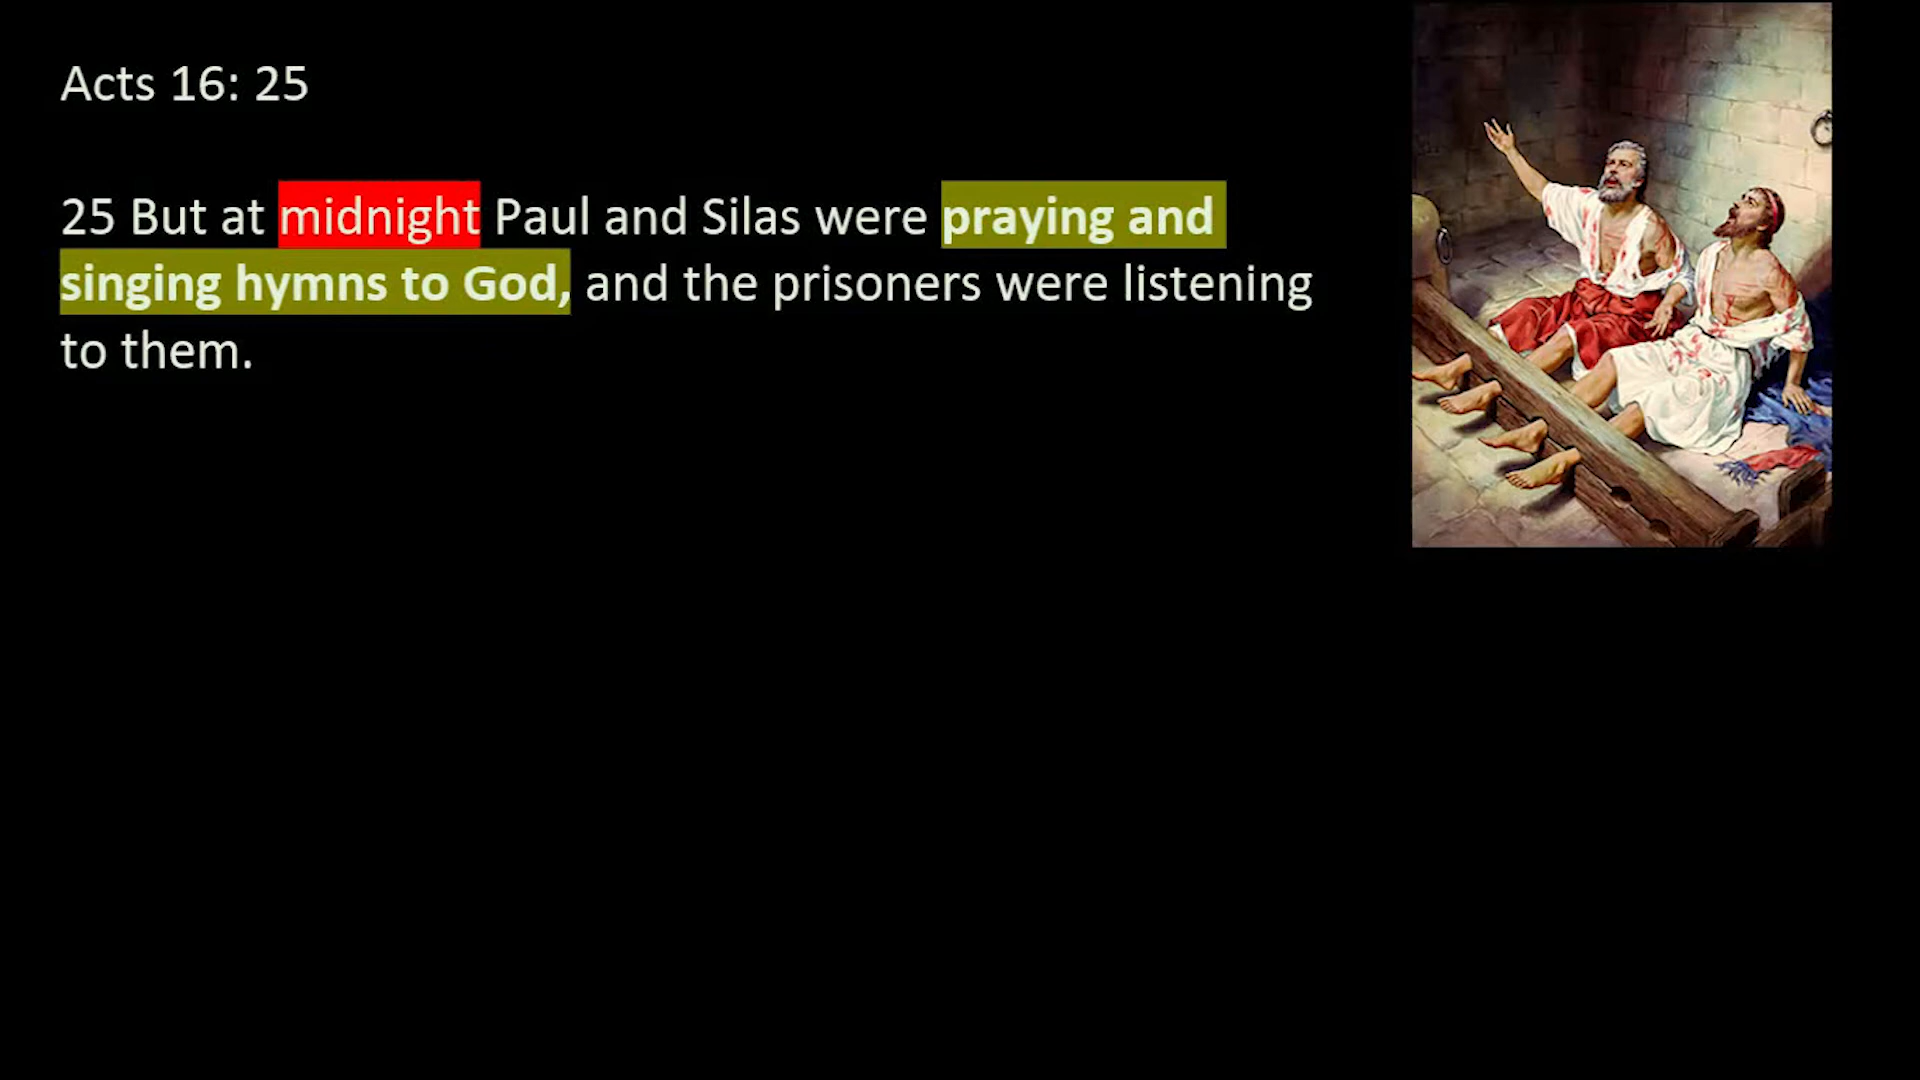 Acts 16: 25
25 But at midnight Paul and Silas were praying and
singing hymns to God, and the prisoners were listening
to them.